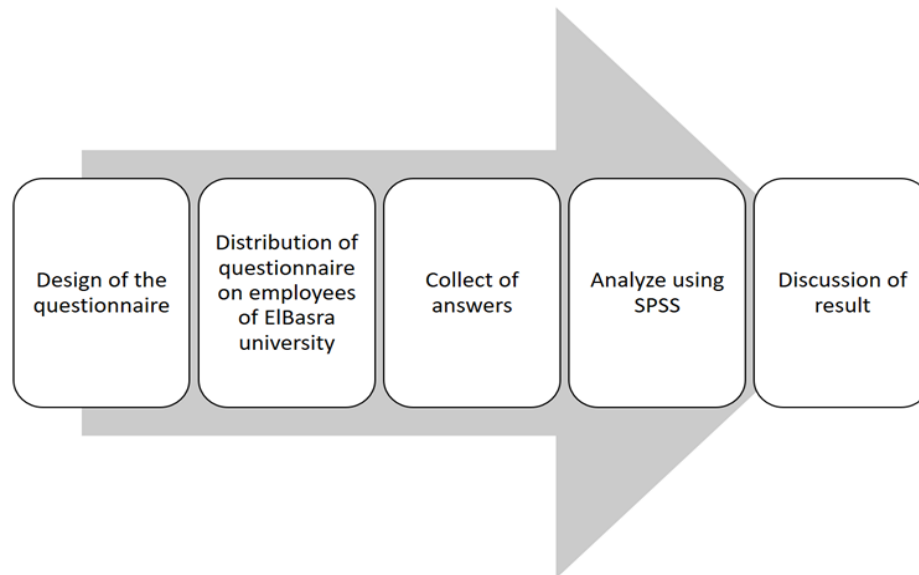 Design of the
questionnaire
Distribution of
questionnaire
on employees
of ElBasra
university
Collect of
answers
Analyze using
SPSS
Discussion of
result